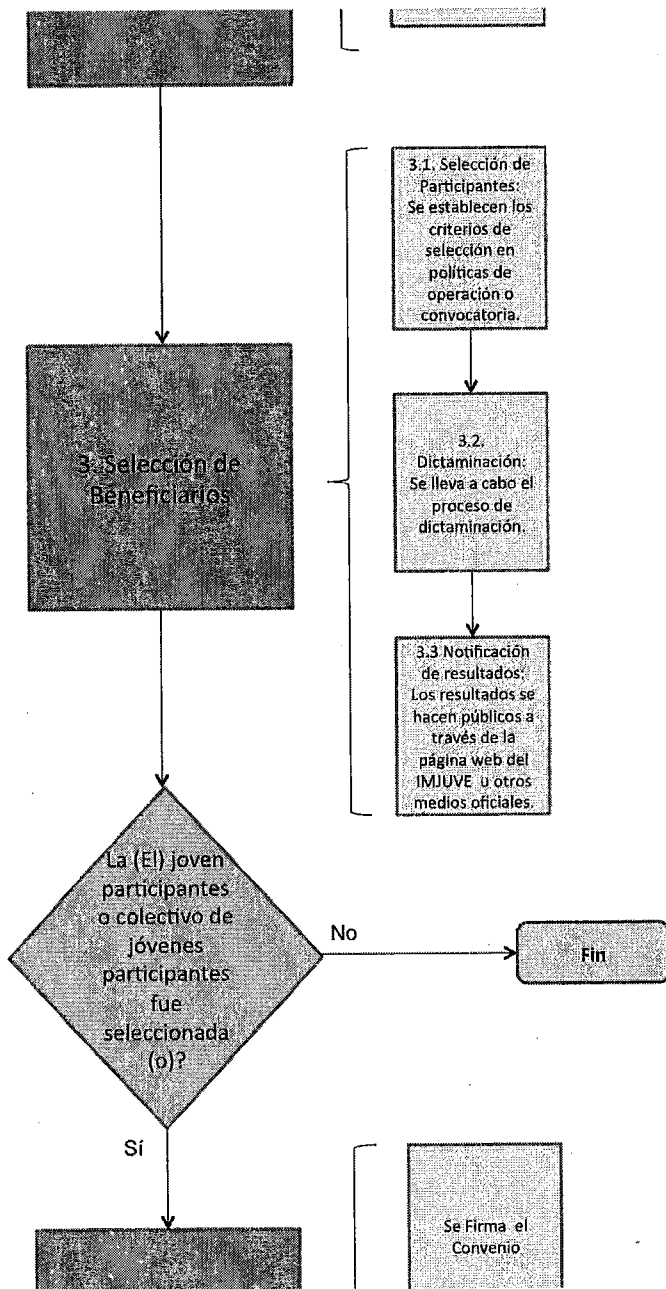 3.1. Selección de
Participantes:
Se establecen los
criterios de
selección en
políticas de
operación o
convocatoria.
3. Selección de
Beneficiarios
3.2.
Dictaminación:
Se lleva a cabo el
proceso de
dictaminación.
3.3 Notificación
de resultados;
Los resultados se
hacen públicos a
través de la
página web del
IMJUVE u otros
medios oficiales.
La (El) joven
participantes
o colectivo de
jóvenes
participantes
fue
seleccionada
(o)?
No
Fin
Sí
Se Firma el
Convenio